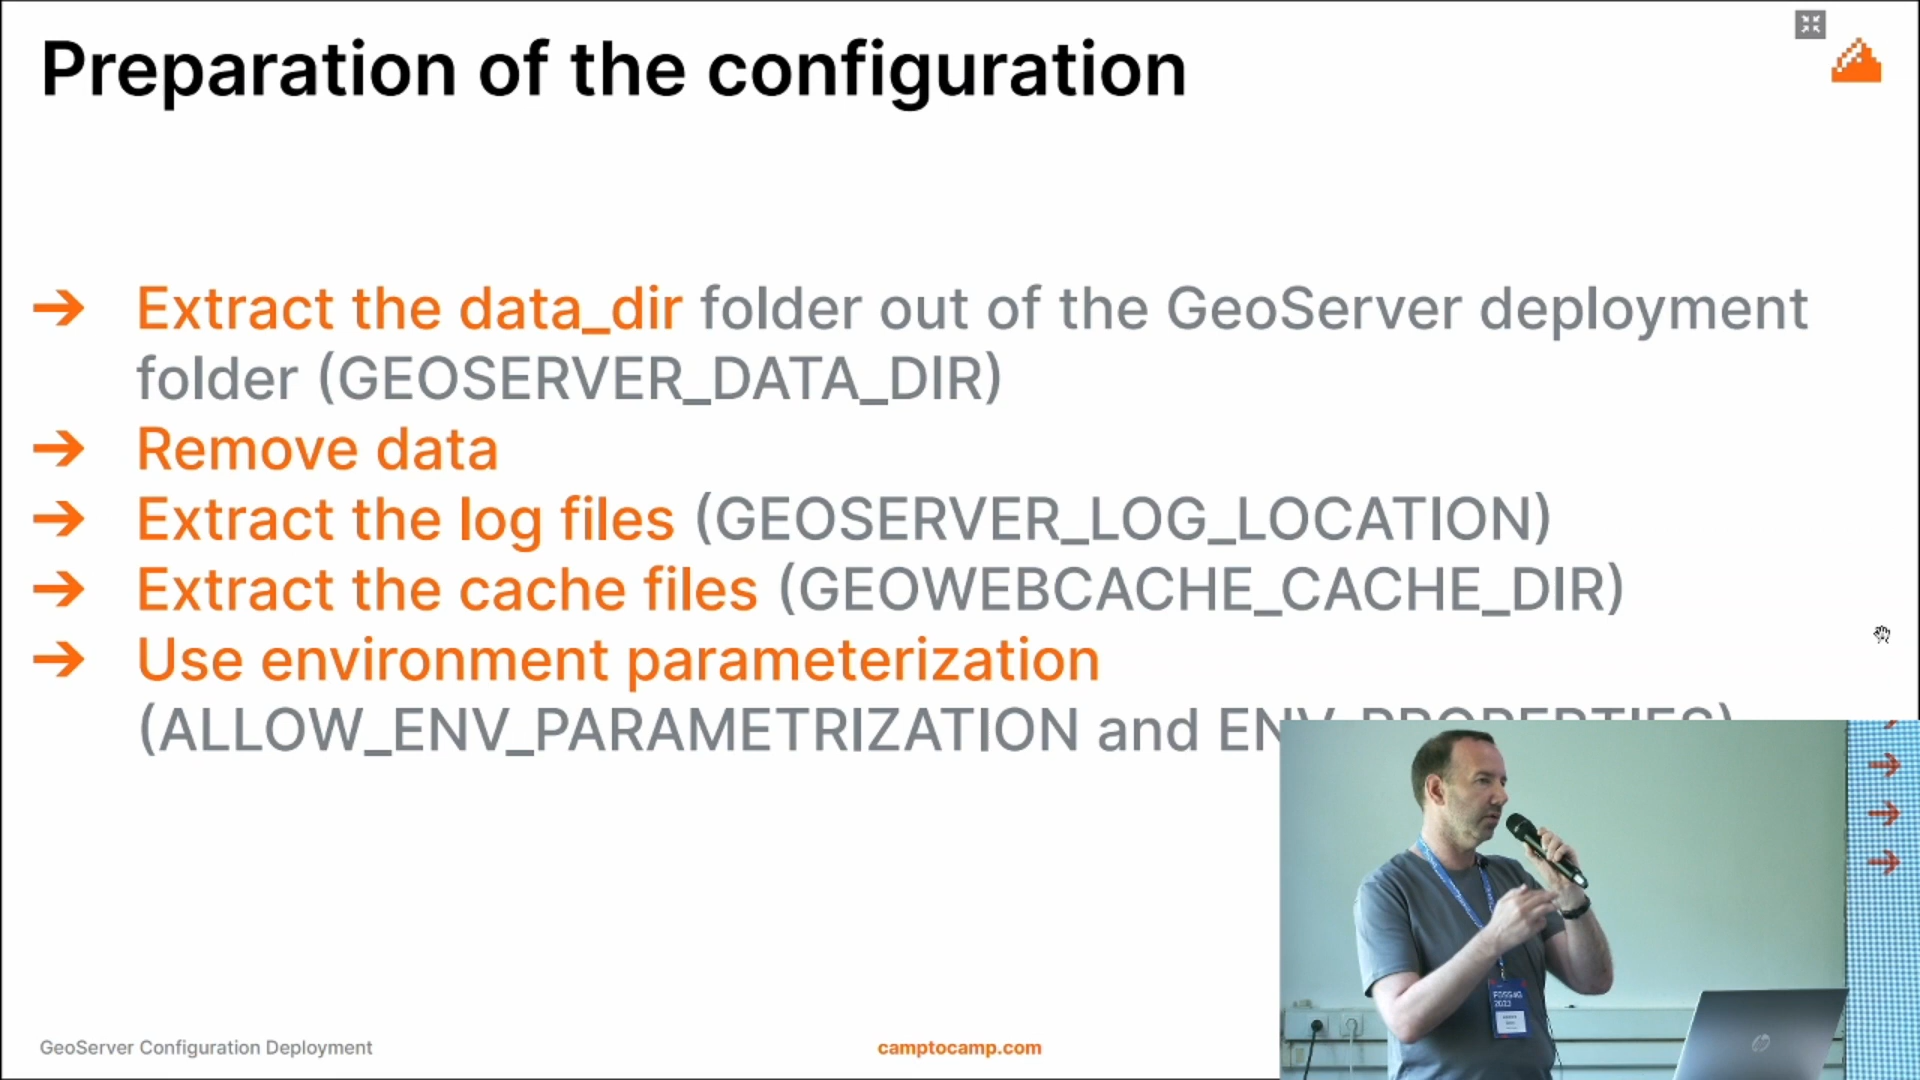 Preparation of the configuration
→ Extract the data_dir folder out of the GeoServer deployment
folder (GEOSERVER_DATA_DIR)
→ Remove data
→ Extract the log files (GEOSERVER_LOG_LOCATION)
→ Extract the cache files (GEOWEBCACHE_CACHE_DIR)
→ Use environment parameterization
(ALLOW_ENV_PARAMETRIZATION and ENV_PROPERTIES)
FOSS4G
2022
GeoServer Configuration Deployment
camptocamp.com